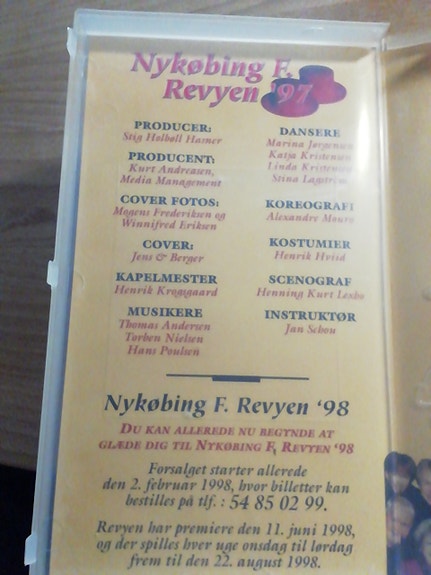 Nykøbing F.
Revyen '97
PRODUCER:
Stig Holbøll Hasner
PRODUCENT:
Kurt Andreasen,
Media Management
COVER FOTOS:
Mogens Frederiksen og
Winnifred Eriksen
COVER:
Jens & Berger
KAPELMESTER
Henrik Krogsgaard
MUSIKERE
Thomas Andersen
Torben Nielsen
Hans Poulsen
DANSERE
Marina Jørgensen
Katja Kristensen
Linda Kristensen
Stina Lagström
KOREOGRAFI
Alexandre Mouro
KOSTUMIER
Henrik Hviid
SCENOGRAF
Henning Kurt
INSTRUKTØR
Jan Schou
Nykøbing F. Revyen '98
DU KAN ALLEREDE NU BEGYNDE AT
GLÆDE DIG TIL NYKØBING F. REVYEN '98
Forsalget starter allerede
den 2. februar 1998, hvor billetter kan
bestilles på tlf. : 54 85 02 99.
Revyen har premiere den 11. juni 1998,
og der spilles hver uge onsdag til lørdag
frem til den 22. august 1998.